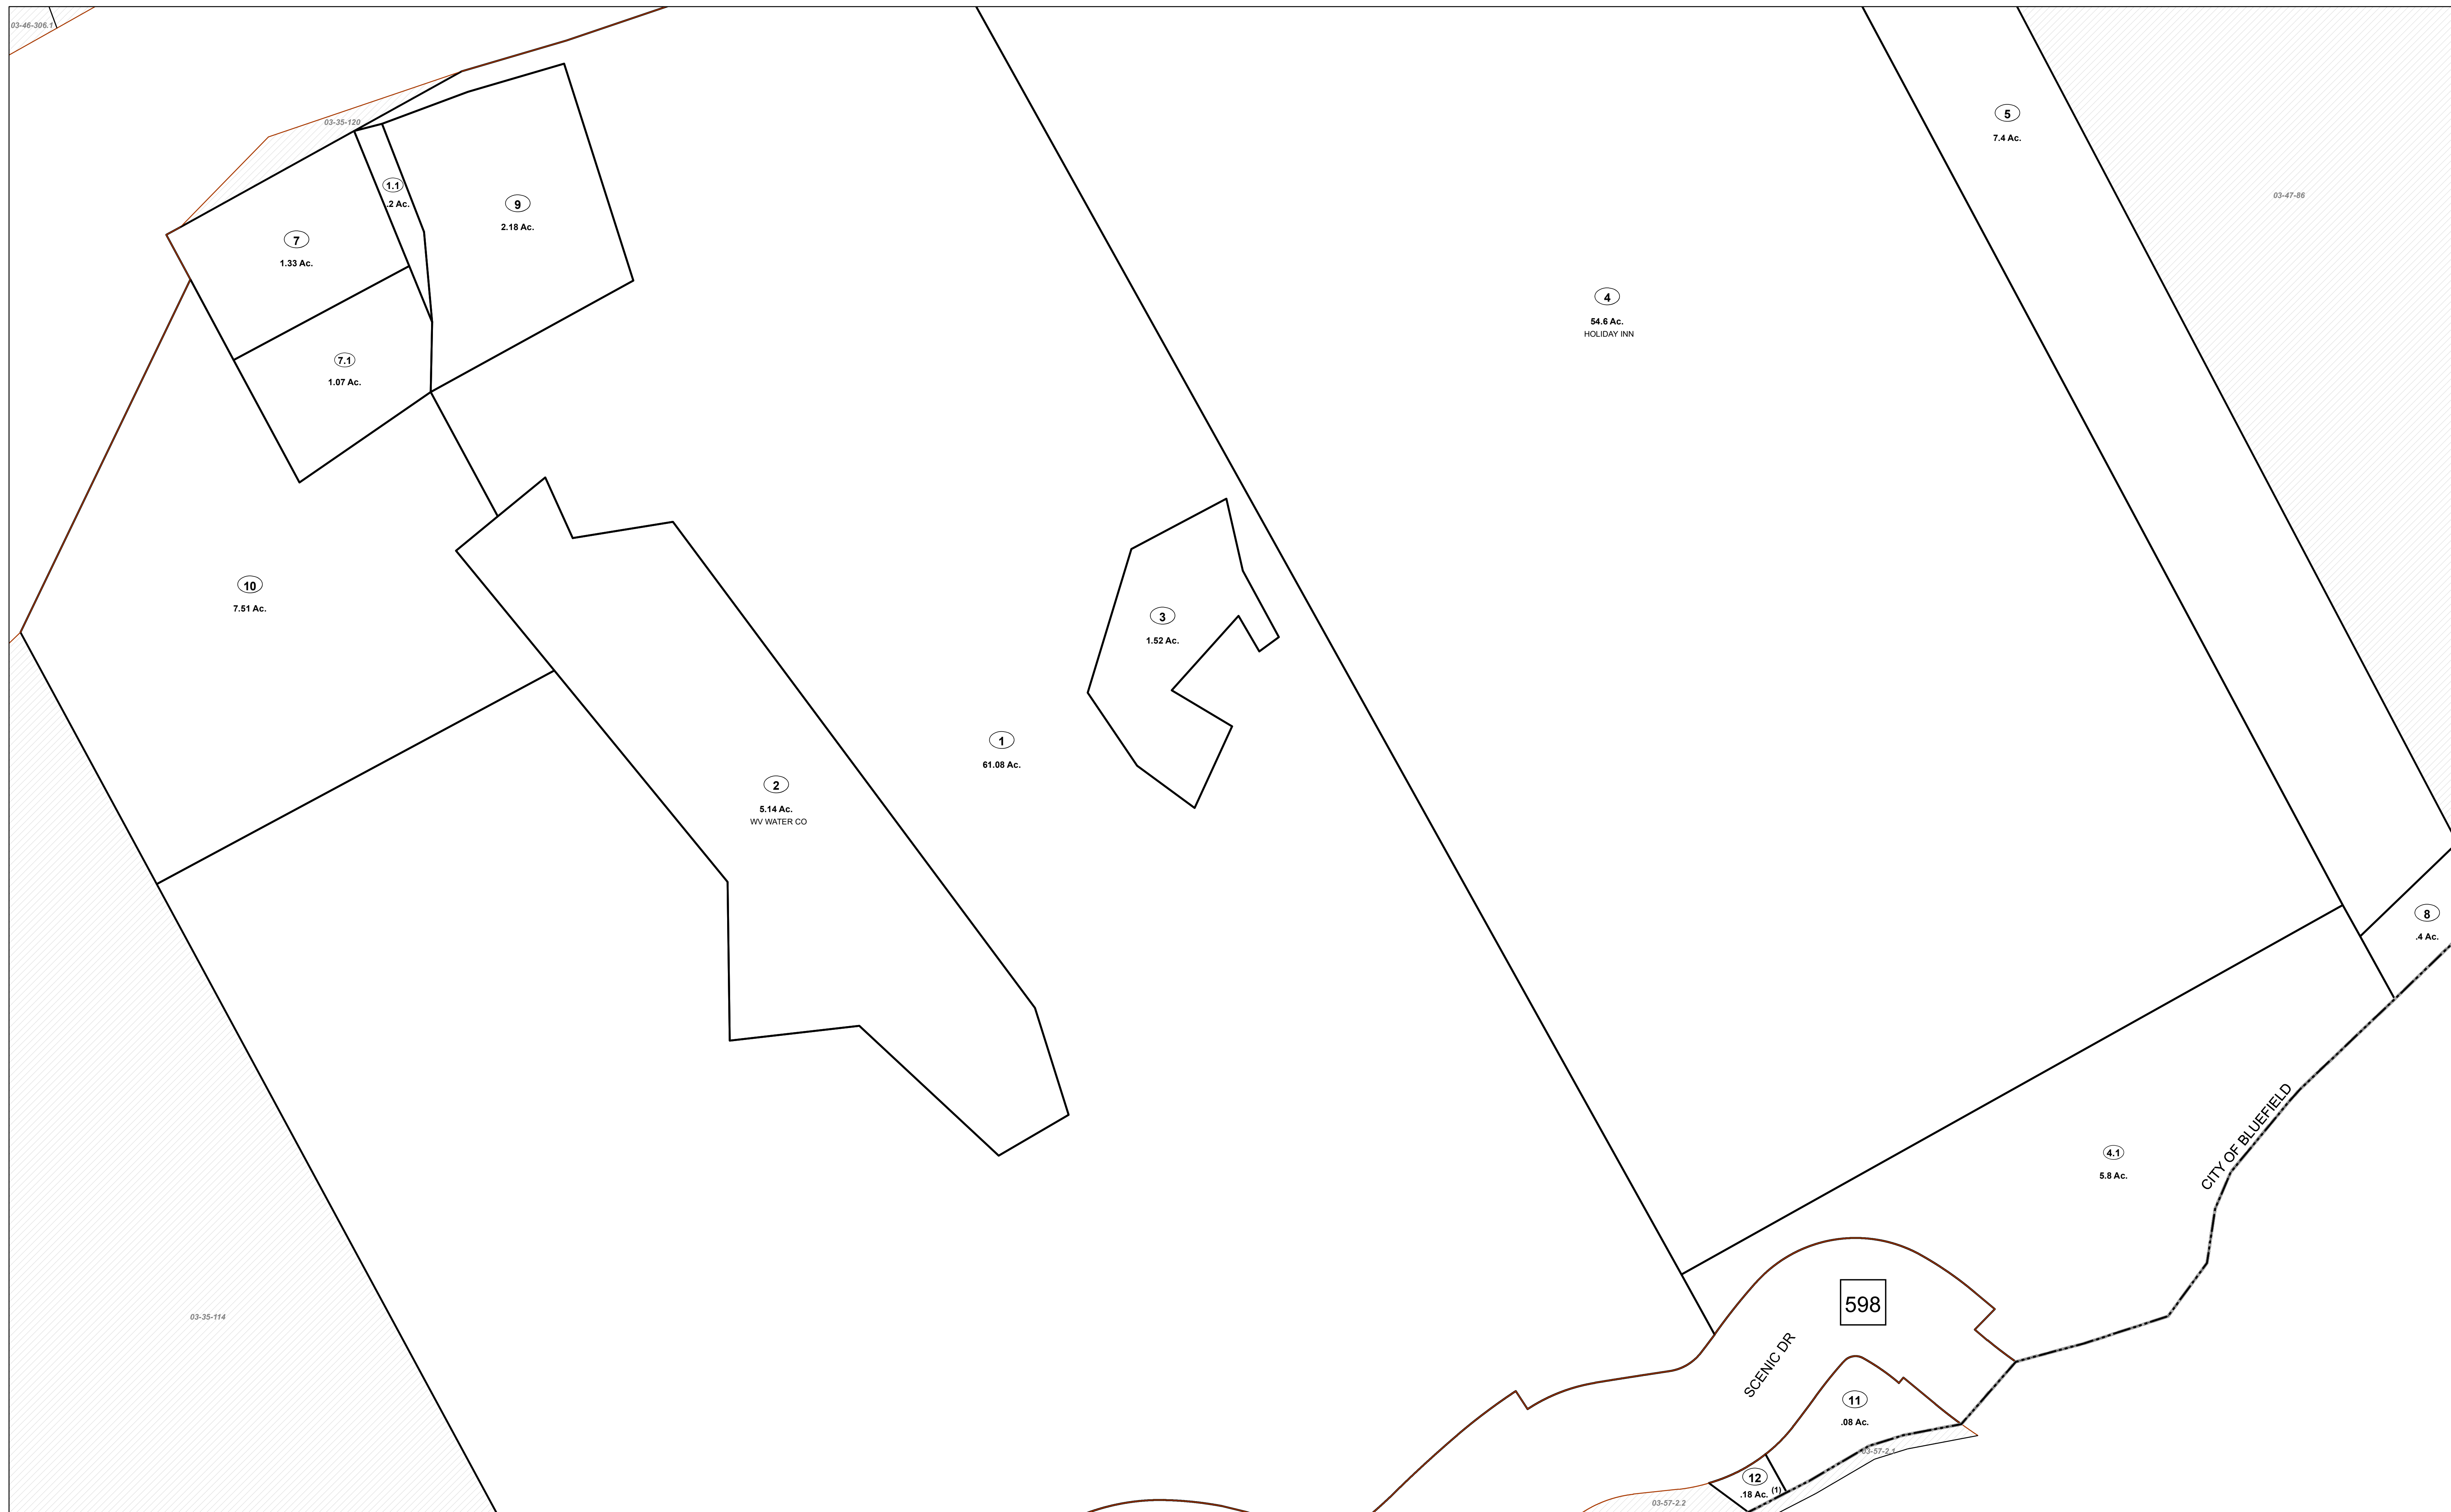 03-46-306.1
03-35-120
5
7.4 Ac.
1.1
.2 Ac.
03-47-86
9
2.18 Ac.
7
1.33 Ac.
4
54.6 Ac.
HOLIDAY INN
7.1
1.07 Ac.
10
7.51 Ac.
3
1.52 Ac.
1
61.08 Ac.
2
5.14 Ac.
WV WATER CO
8
.4 Ac.
CITY OF BLUEFIELD
4.1
5.8 Ac.
598
03-35-114
SCENIC DR
11
.08 Ac.
03-57-2.1
12
.18 Ac. (1)
03-57-2.2